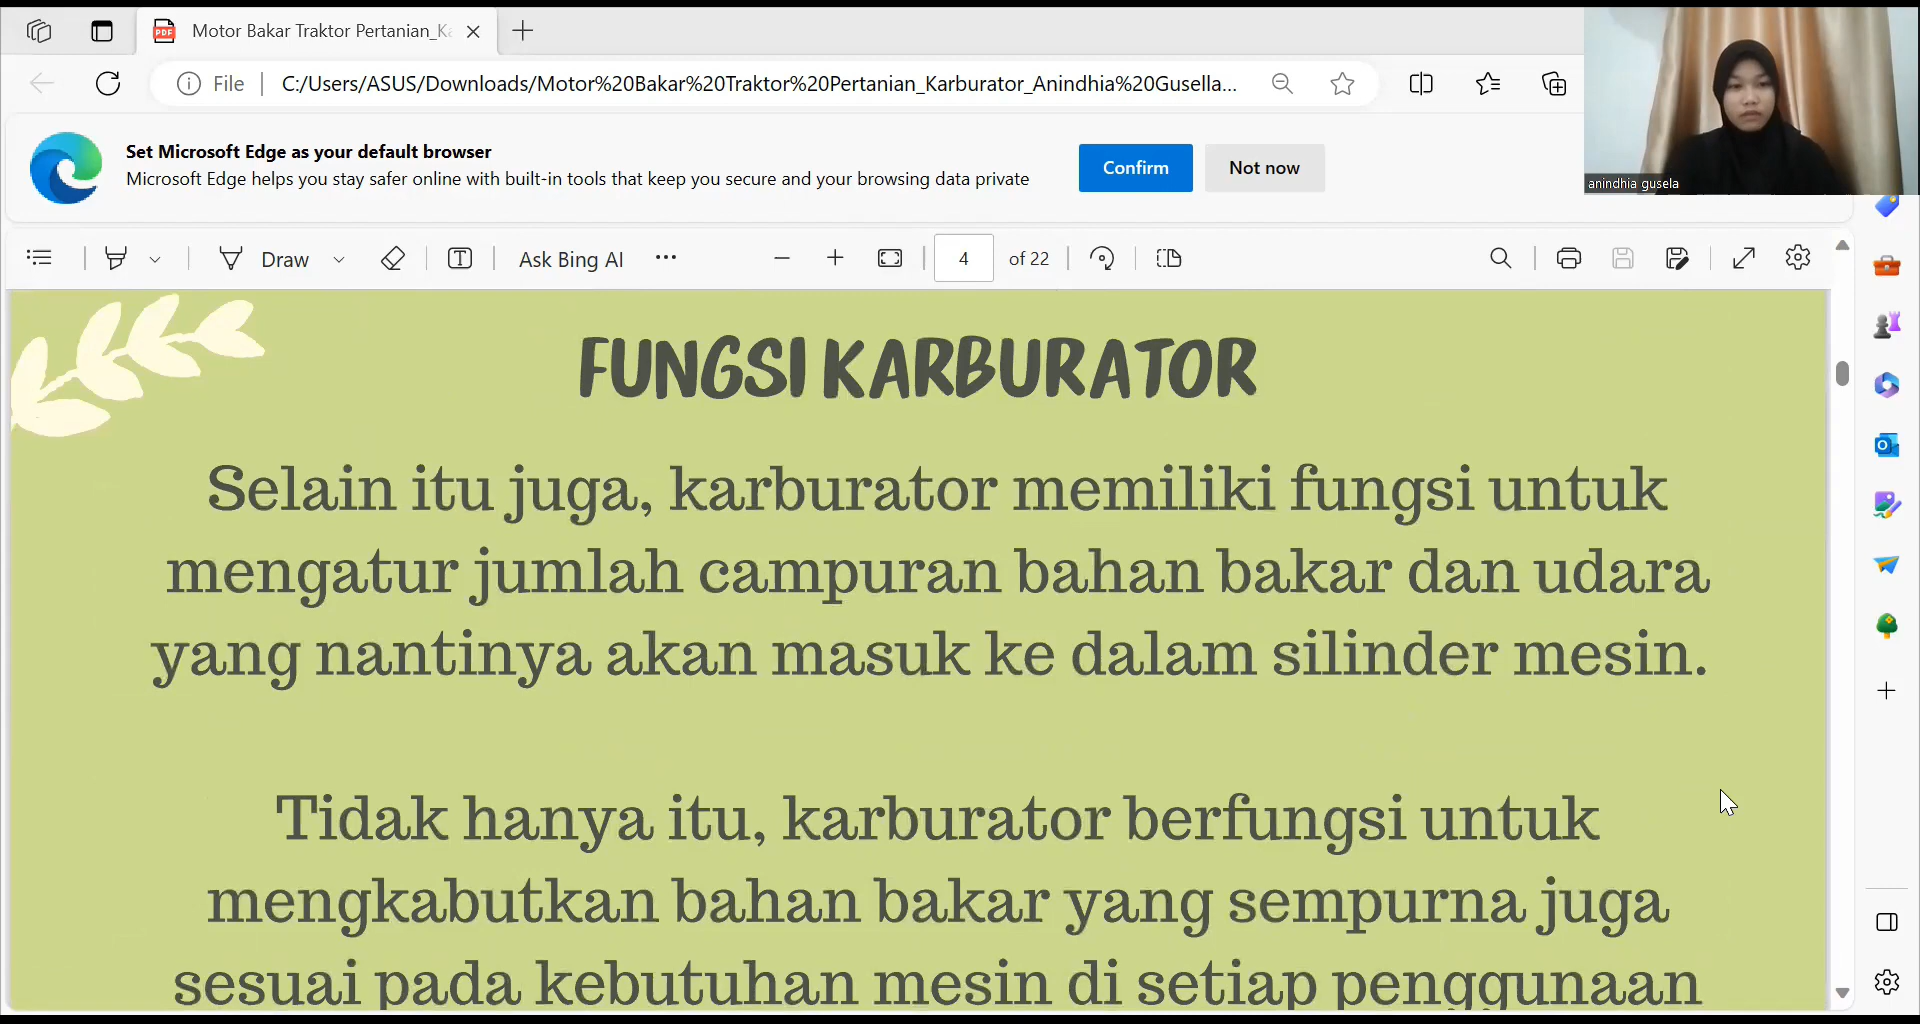 Motor Bakar Traktor Pertanian_Ka
File
C:/Users/ASUS/Downloads/Motor%20Bakar%20Traktor%20Pertanian_Karburator_Anindhia%20Gusella...
Set Microsoft Edge as your default browser
Microsoft Edge helps you stay safer online with built-in tools that keep you secure and your browsing data private
Confirm
Not now
anindhia gusela
Draw
Ask Bing AI
4 of 22
FUNGSI KARBURATOR
Selain itu juga, karburator memiliki fungsi untuk
mengatur jumlah campuran bahan bakar dan udara
yang nantinya akan masuk ke dalam silinder mesin.
Tidak hanya itu, karburator berfungsi untuk
mengkabutkan bahan bakar yang sempurna juga
sesuai pada kebutuhan mesin di setiap penggunaan